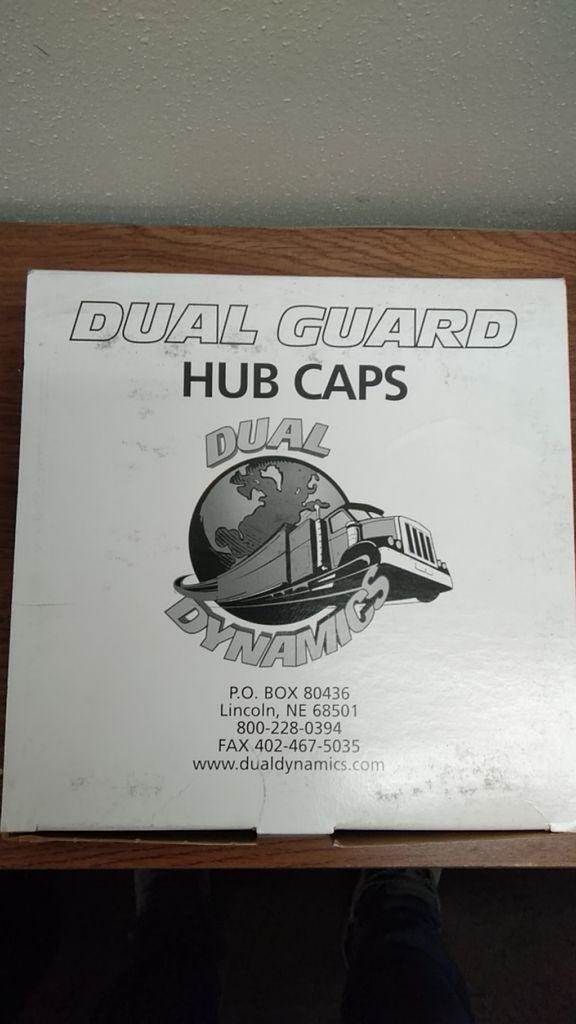 DUAL GUARD
HUB CAPS
DUAL
DYNAMICS
P.O. BOX 80436
Lincoln, NE 68501
800-228-0394
FAX 402-467-5035
www.dualdynamics.com